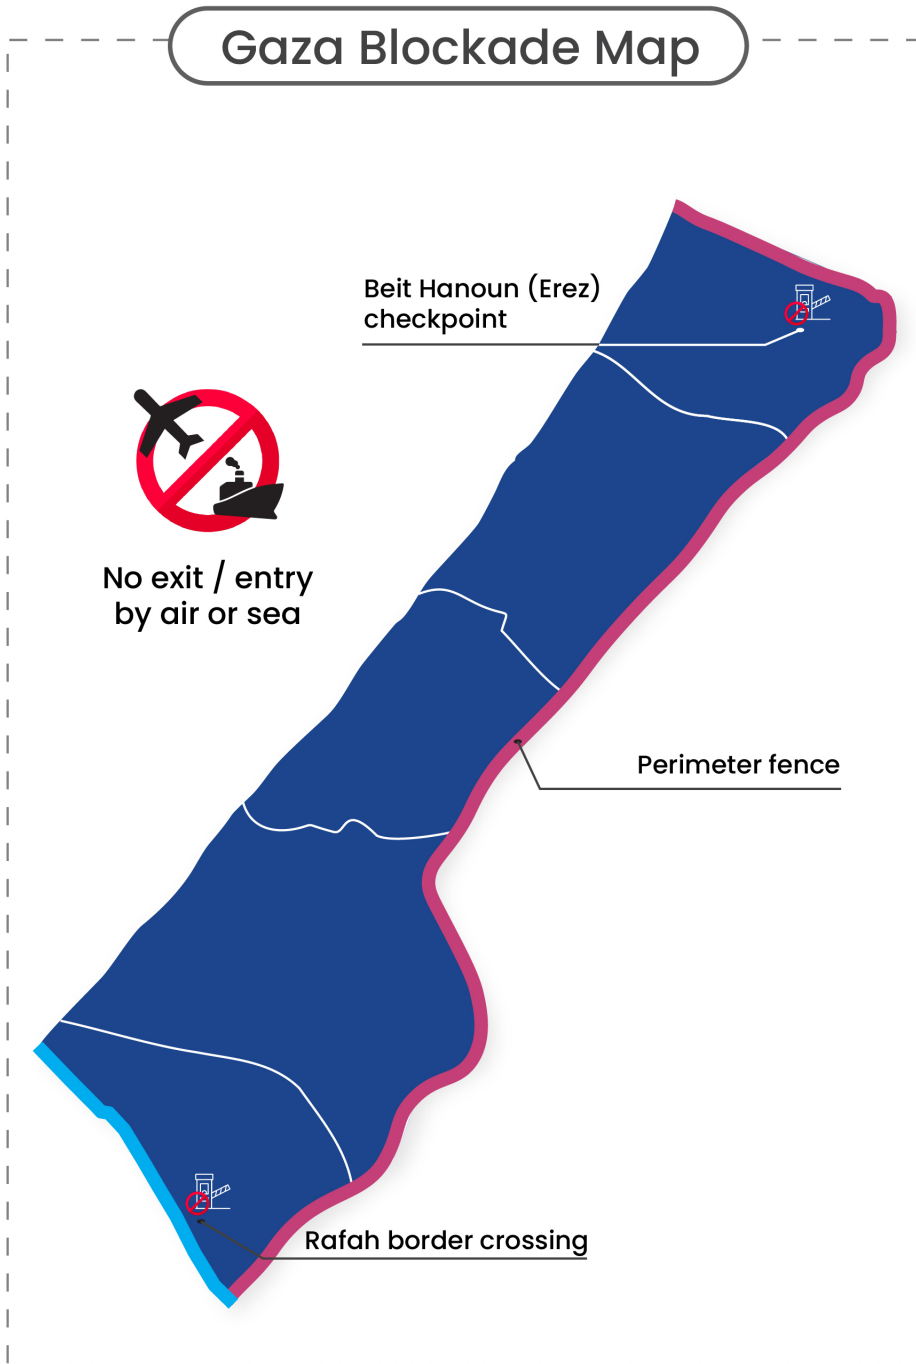 Gaza Blockade Map
Beit Hanoun (Erez)
checkpoint
No exit / entry
by air or sea
Perimeter fence
Rafah border crossing